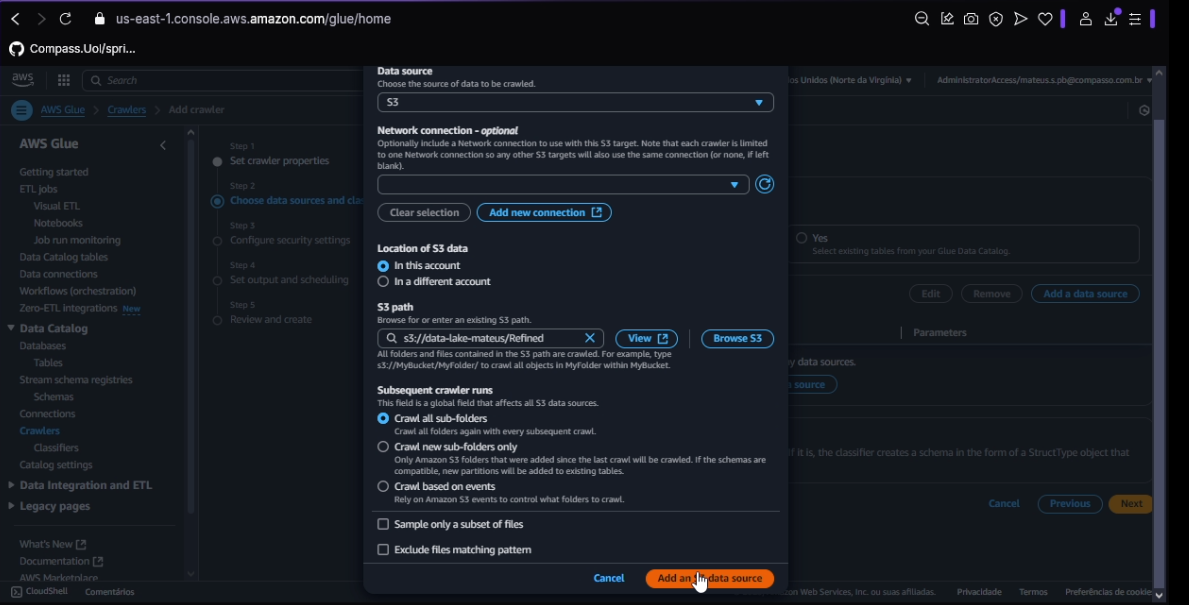 us-east-1.console.aws.amazon.com/glue/home
Compass.Uol/spri...
aws
Search
os Unidos (Norte da Virgínia)
AdministratorAccess/mateus.s.pb@compasso.com.br
AWS Glue
Crawlers
Add crawler
AWS Glue
Getting started
ETL jobs
Visual ETL
Notebooks
Job run monitoring
Data Catalog tables
Data connections
Workflows (orchestration)
Zero-ETL integrations New
Data Catalog
Databases
Tables
Stream schema registries
Schemas
Connections
Crawlers
Classifiers
Catalog settings
Data Integration and ETL
Legacy pages
What's New
Documentation
AWS Marketplace
Step 1
Set crawler properties
Step 2
Choose data sources and clas
Step 3
Configure security settings
Step 4
Set output and scheduling
Step 5
Review and create
Data source
Choose the source of data to be crawled.
S3
Network connection - optional
Optionally include a Network connection to use with this S3 target. Note that each crawler is limited
to one Network connection so any other S3 targets will also use the same connection (or none, if left
blank).
Clear selection
Add new connection
Location of S3 data
In this account
In a different account
S3 path
Browse for or enter an existing S3 path.
s3://data-lake-mateus/Refined
View
Browse S3
All folders and files contained in the S3 path are crawled. For example, type
s3://MyBucket/MyFolder/ to crawl all objects in MyFolder within MyBucket.
Subsequent crawler runs
This field is a global field that affects all S3 data sources.
Crawl all sub-folders
Crawl all folders again with every subsequent crawl.
Crawl new sub-folders only
Only Amazon S3 folders that were added since the last crawl will be crawled. If the schemas are
compatible, new partitions will be added to existing tables.
Crawl based on events
Rely on Amazon S3 events to control what folders to crawl.
Sample only a subset of files
Exclude files matching pattern
Cancel
Add an S3 data source
Yes
Select existing tables from your Glue Data Catalog.
Edit
Remove
Add a data source
Parameters
y data sources.
source
if it is, the classifier creates a schema in the form of a StructType object that
Cancel
Previous
Next
CloudShell
Comentários
on Web Services, Inc. ou suas afiliadas.
Privacidade
Termos
Preferências de cookie